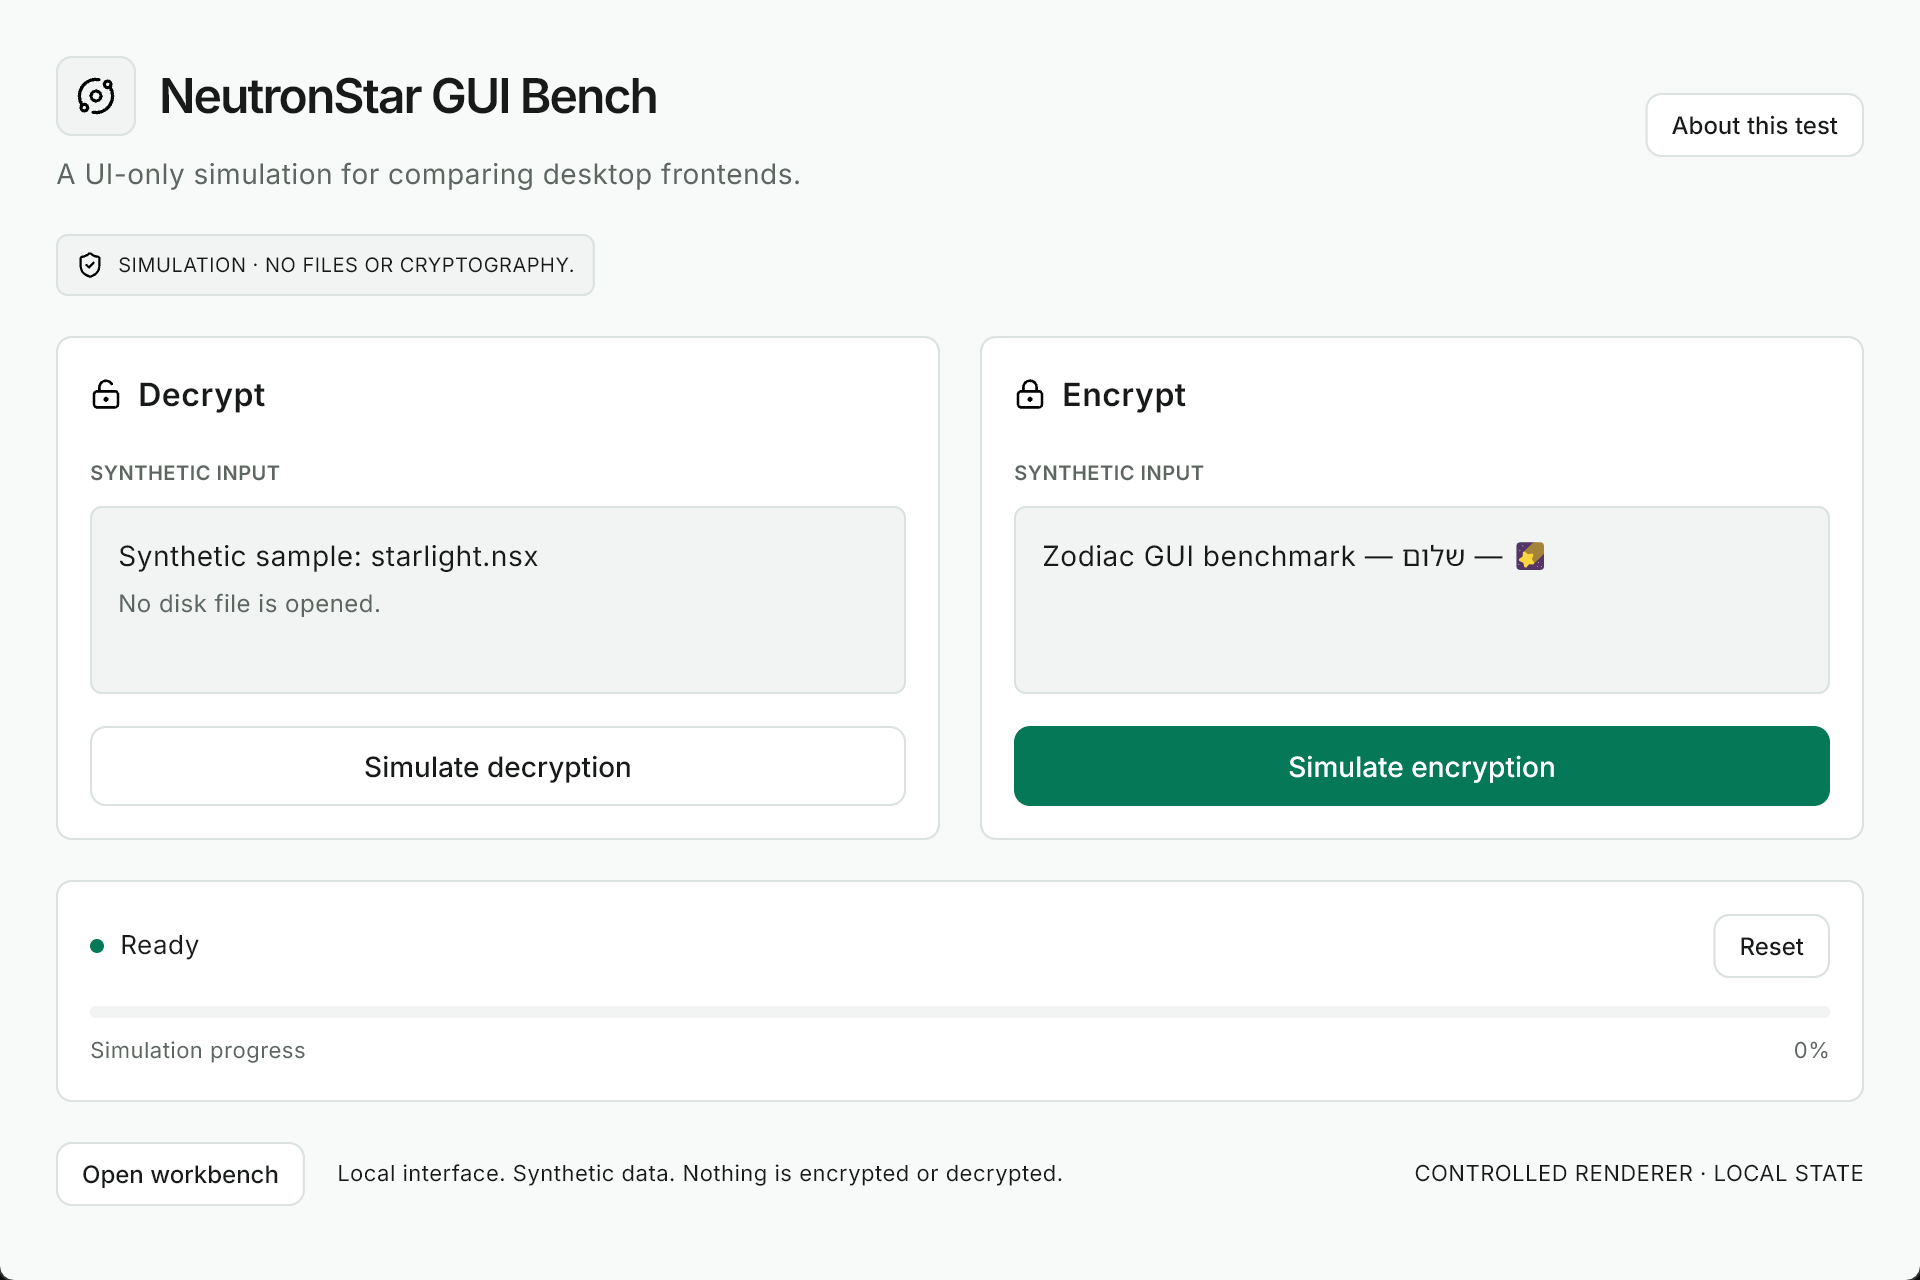 NeutronStar GUI Bench
About this test
A UI-only simulation for comparing desktop frontends.
SIMULATION · NO FILES OR CRYPTOGRAPHY.
Decrypt
SYNTHETIC INPUT
Synthetic sample: starlight.nsx
No disk file is opened.
Simulate decryption
Encrypt
SYNTHETIC INPUT
Zodiac GUI benchmark — שלום — 🌠
Simulate encryption
Ready
Reset
Simulation progress
0%
Open workbench
Local interface. Synthetic data. Nothing is encrypted or decrypted.
CONTROLLED RENDERER · LOCAL STATE